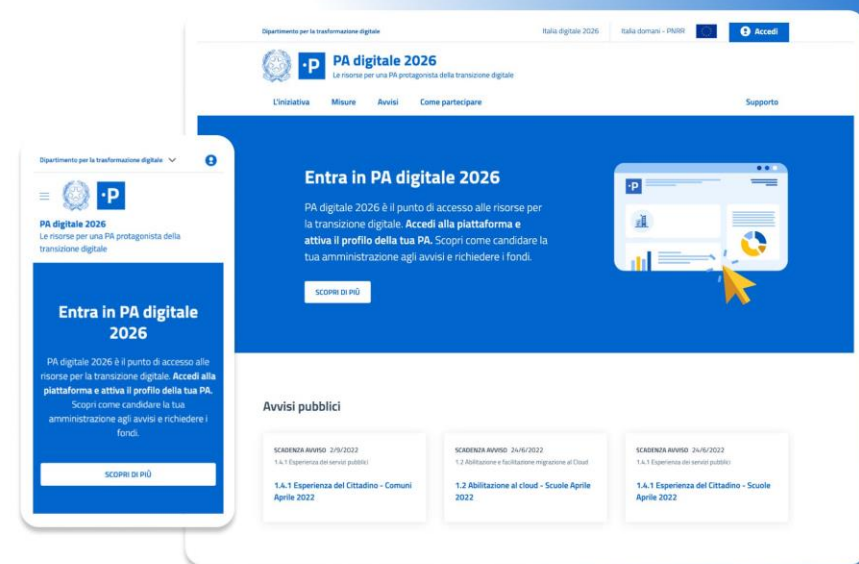 Dipartimento per la trasformazione digitale
Italia digitale 2026
Italia domani - PNRR
Accedi
·P
PA digitale 2026
Le risorse per una PA protagonista della transizione digitale
L'iniziativa
Misure
Avvisi
Come partecipare
Supporto
Entra in PA digitale 2026
PA digitale 2026 è il punto di accesso alle risorse per
la transizione digitale. Accedi alla piattaforma e
attiva il profilo della tua PA. Scopri come candidare la
tua amministrazione agli avvisi e richiedere i fondi.
SCOPRI DI PIÙ
·P
Avvisi pubblici
SCADENZA AVVISO 2/9/2022
1.4.1 Esperienza dei servizi pubblici
1.4.1 Esperienza del Cittadino - Comuni
Aprile 2022
SCADENZA AVVISO 24/6/2022
1.2 Abilitazione e facilitazione migrazione al Cloud
1.2 Abilitazione al cloud - Scuole Aprile
2022
SCADENZA AVVISO 24/6/2022
1.4.1 Esperienza dei servizi pubblici
1.4.1 Esperienza del Cittadino - Scuole
Aprile 2022
Dipartimento per la trasformazione digitale
·P
PA digitale 2026
Le risorse per una PA protagonista della
transizione digitale
Entra in PA digitale
2026
PA digitale 2026 è il punto di accesso alle
risorse per la transizione digitale. Accedi alla
piattaforma e attiva il profilo della tua PA.
Scopri come candidare la tua
amministrazione agli avvisi e richiedere i
fondi.
SCOPRI DI PIÙ